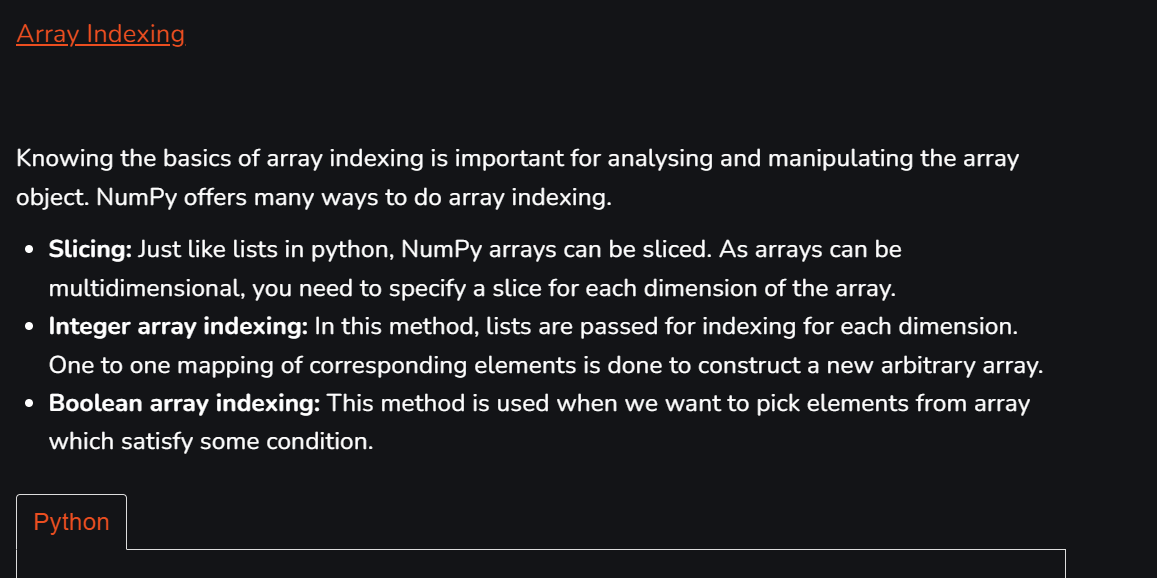 Array Indexing
Knowing the basics of array indexing is important for analysing and manipulating the array
object. NumPy offers many ways to do array indexing.
• Slicing: Just like lists in python, NumPy arrays can be sliced. As arrays can be
multidimensional, you need to specify a slice for each dimension of the array.
• Integer array indexing: In this method, lists are passed for indexing for each dimension.
One to one mapping of corresponding elements is done to construct a new arbitrary array.
• Boolean array indexing: This method is used when we want to pick elements from array
which satisfy some condition.
Python